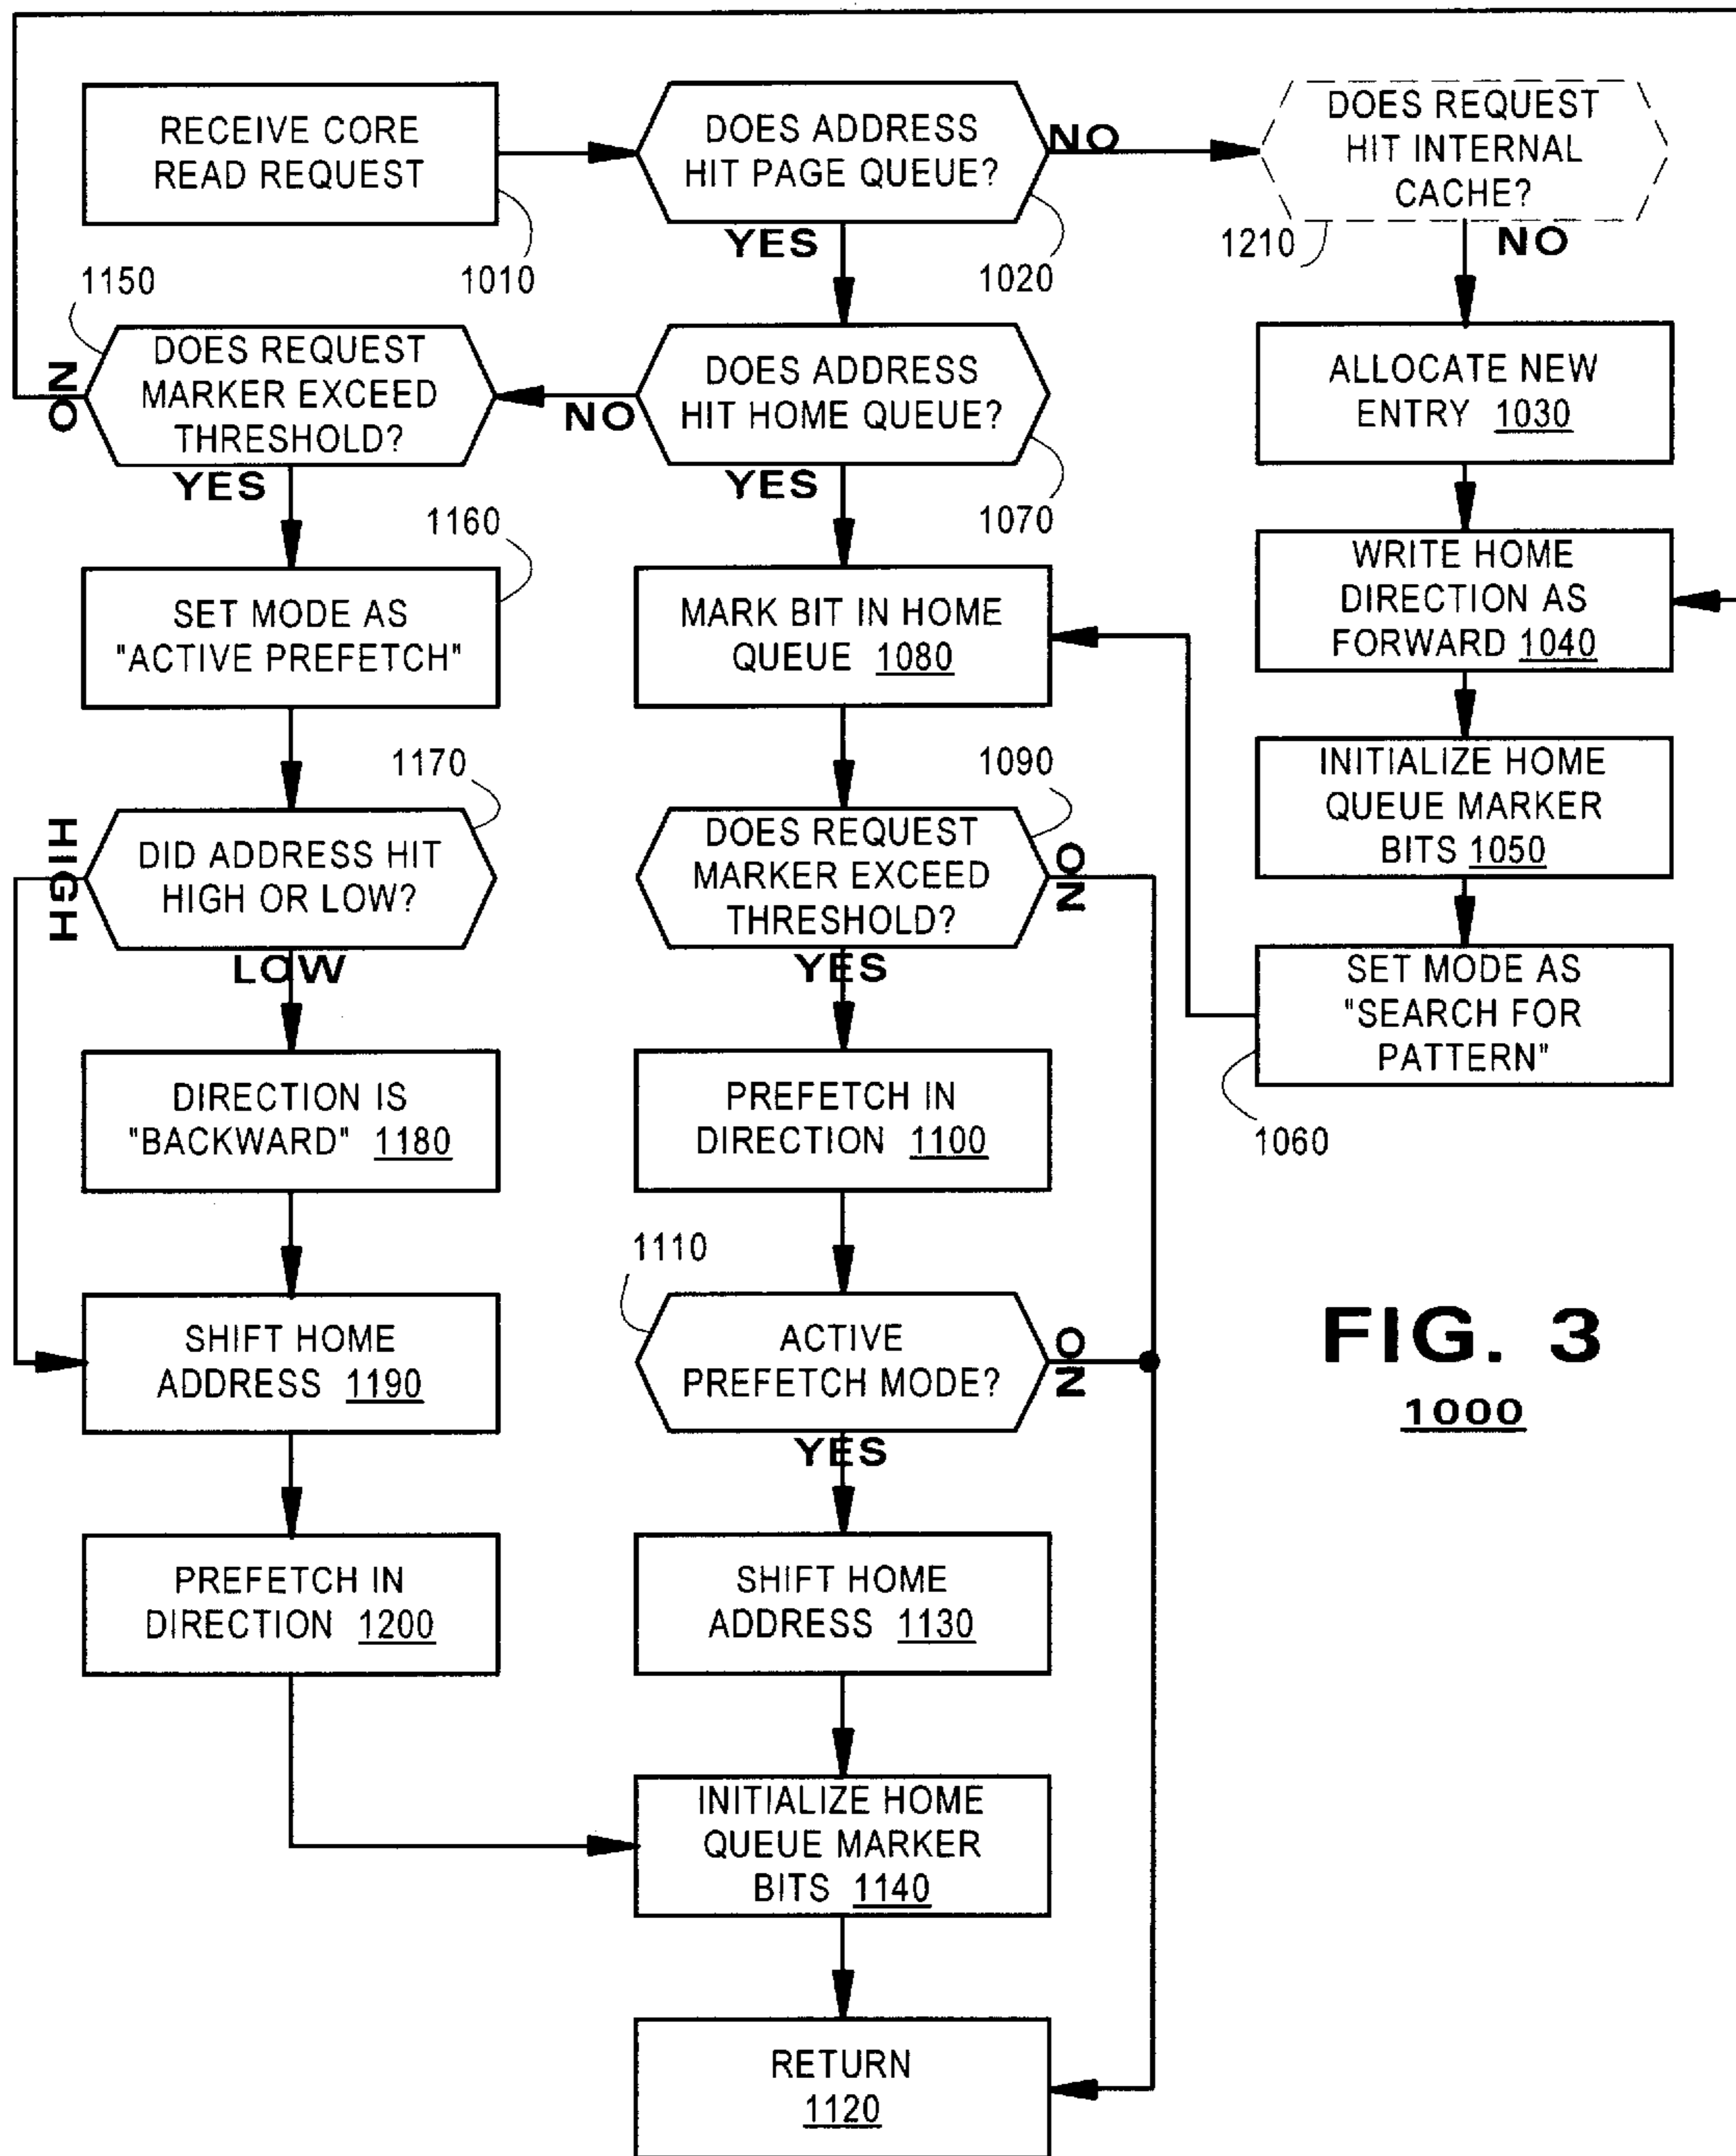 RECEIVE CORE
READ REQUEST
1010
DOES ADDRESS
HIT PAGE QUEUE?
1020
NO
YES
DOES REQUEST
HIT INTERNAL
CACHE?
1210
NO
1150
DOES REQUEST
MARKER EXCEED
THRESHOLD?
NO
YES
DOES ADDRESS
HIT HOME QUEUE?
NO
YES
1070
ALLOCATE NEW
ENTRY 1030
1160
SET MODE AS
"ACTIVE PREFETCH"
MARK BIT IN HOME
QUEUE 1080
WRITE HOME
DIRECTION AS
FORWARD 1040
1170
DID ADDRESS HIT
HIGH OR LOW?
HIGH
LOW
1090
DOES REQUEST
MARKER EXCEED
THRESHOLD?
NO
YES
INITIALIZE HOME
QUEUE MARKER
BITS 1050
SET MODE AS
"SEARCH FOR
PATTERN"
1060
DIRECTION IS
"BACKWARD" 1180
PREFETCH IN
DIRECTION 1100
SHIFT HOME
ADDRESS 1190
1110
ACTIVE
PREFETCH MODE?
NO
YES
FIG. 3
1000
PREFETCH IN
DIRECTION 1200
SHIFT HOME
ADDRESS 1130
INITIALIZE HOME
QUEUE MARKER
BITS 1140
RETURN
1120